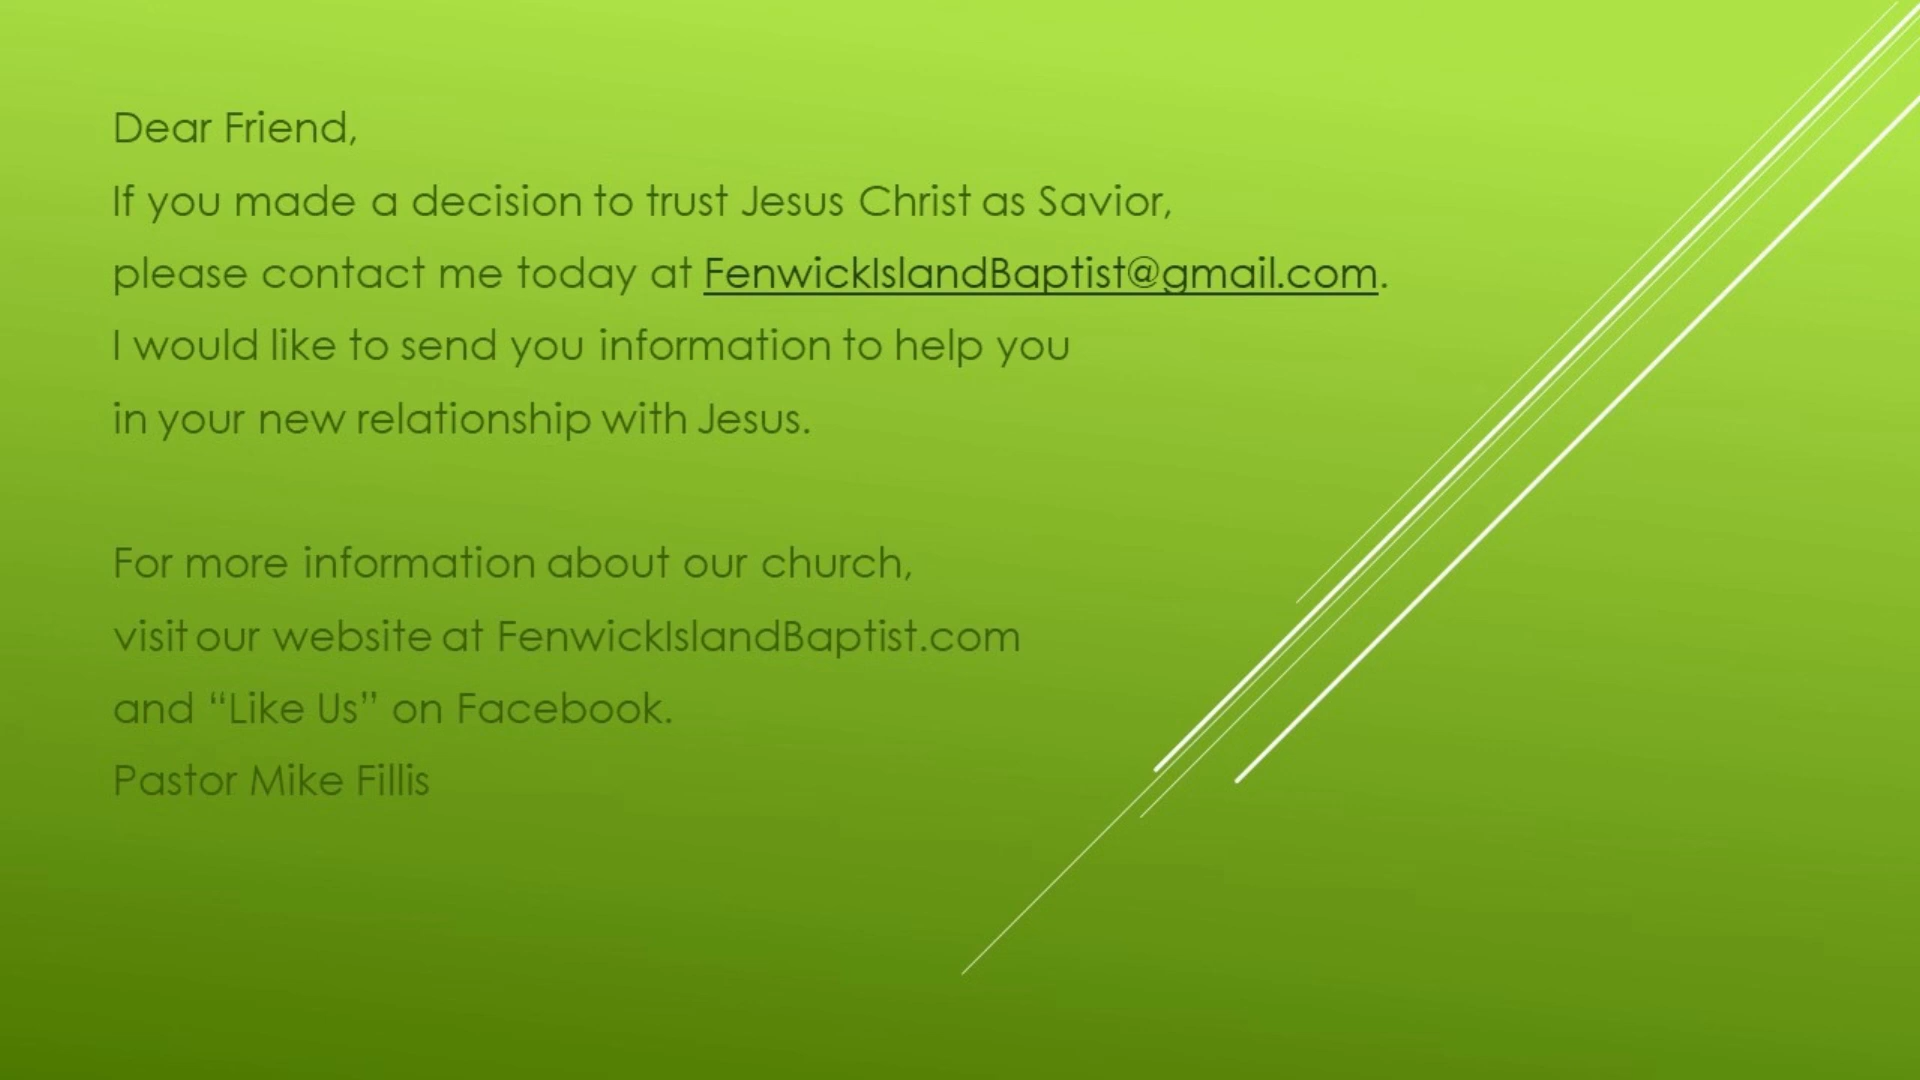 Dear Friend,
If you made a decision to trust Jesus Christ as Savior,
please contact me today at FenwickIslandBaptist@gmail.com.
I would like to send you information to help you
in your new relationship with Jesus.
For more information about our church,
visit our website at FenwickIslandBaptist.com
and “Like Us” on Facebook.
Pastor Mike Fillis